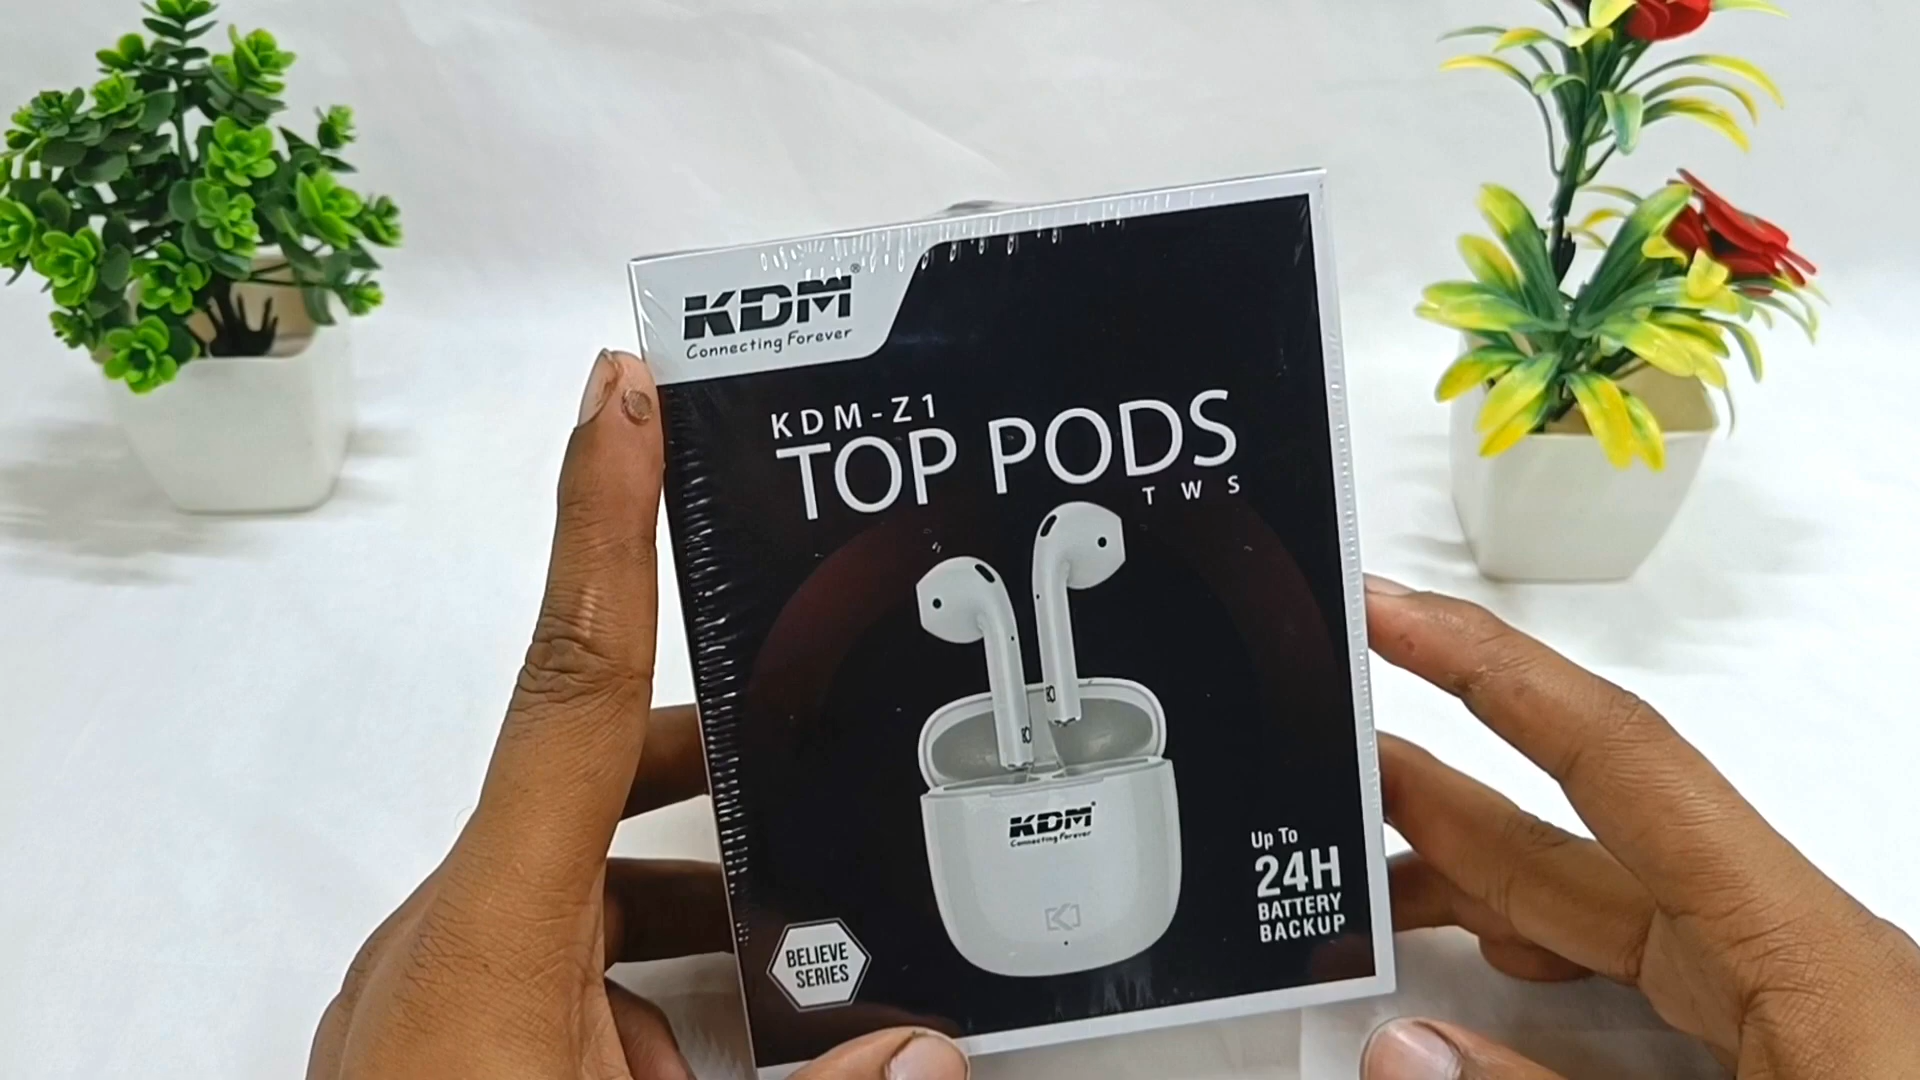 KDM®
Connecting Forever
KDM-Z1
TOP PODS
TWS
KDM
Connecting Forever
Up To
24H
BATTERY
BACKUP
BELIEVE
SERIES